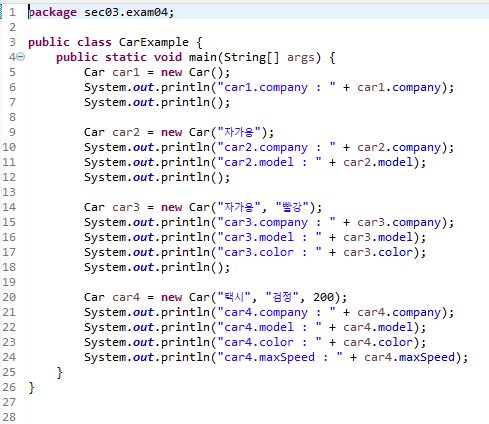 1 package sec03.exam04;
2
3 public class CarExample {
4 public static void main(String[] args) {
5 Car car1 = new Car();
6 System.out.println("car1.company : " + car1.company);
7 System.out.println();
8
9 Car car2 = new Car("자가용");
10 System.out.println("car2.company : " + car2.company);
11 System.out.println("car2.model : " + car2.model);
12 System.out.println();
13
14 Car car3 = new Car("자가용", "빨강");
15 System.out.println("car3.company : " + car3.company);
16 System.out.println("car3.model : " + car3.model);
17 System.out.println("car3.color : " + car3.color);
18 System.out.println();
19
20 Car car4 = new Car("택시", "검정", 200);
21 System.out.println("car4.company : " + car4.company);
22 System.out.println("car4.model : " + car4.model);
23 System.out.println("car4.color : " + car4.color);
24 System.out.println("car4.maxSpeed : " + car4.maxSpeed);
25 }
26 }
27
28